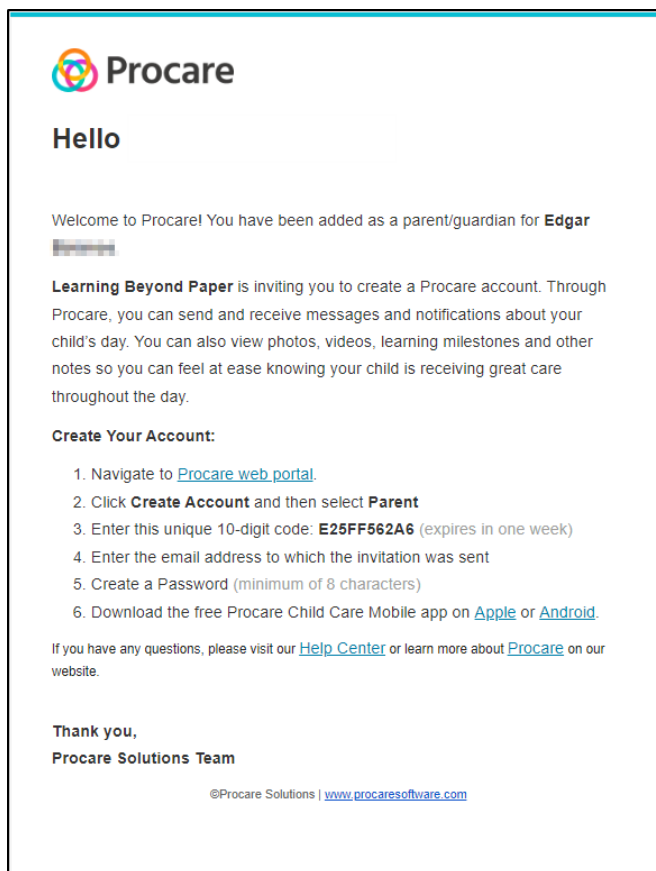 Procare
Hello
Welcome to Procare! You have been added as a parent/guardian for Edgar
Learning Beyond Paper is inviting you to create a Procare account. Through
Procare, you can send and receive messages and notifications about your
child's day. You can also view photos, videos, learning milestones and other
notes so you can feel at ease knowing your child is receiving great care
throughout the day.
Create Your Account:
1. Navigate to Procare web portal.
2. Click Create Account and then select Parent
3. Enter this unique 10-digit code: E25FF562A6 (expires in one week)
4. Enter the email address to which the invitation was sent
5. Create a Password (minimum of 8 characters)
6. Download the free Procare Child Care Mobile app on Apple or Android.
If you have any questions, please visit our Help Center or learn more about Procare on our
website.
Thank you,
Procare Solutions Team
©Procare Solutions | www.procaresoftware.com